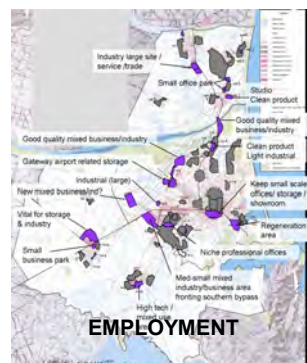 Industry large site /
service /trade
Small office park
Studio
Clean product
Good quality mixed
business/industry
Good quality mixed business/industry
Clean product
Light industrial
Gateway airport related storage
Industrial (large)
New mixed business/ind?
Keep small scale
offices/ storage /
showroom
Vital for storage
& industry
Regeneration
area
Small
business park
Niche professional offices
Med-small mixed
industry/business area
fronting southern bypass
High tech /
mixed use
EMPLOYMENT